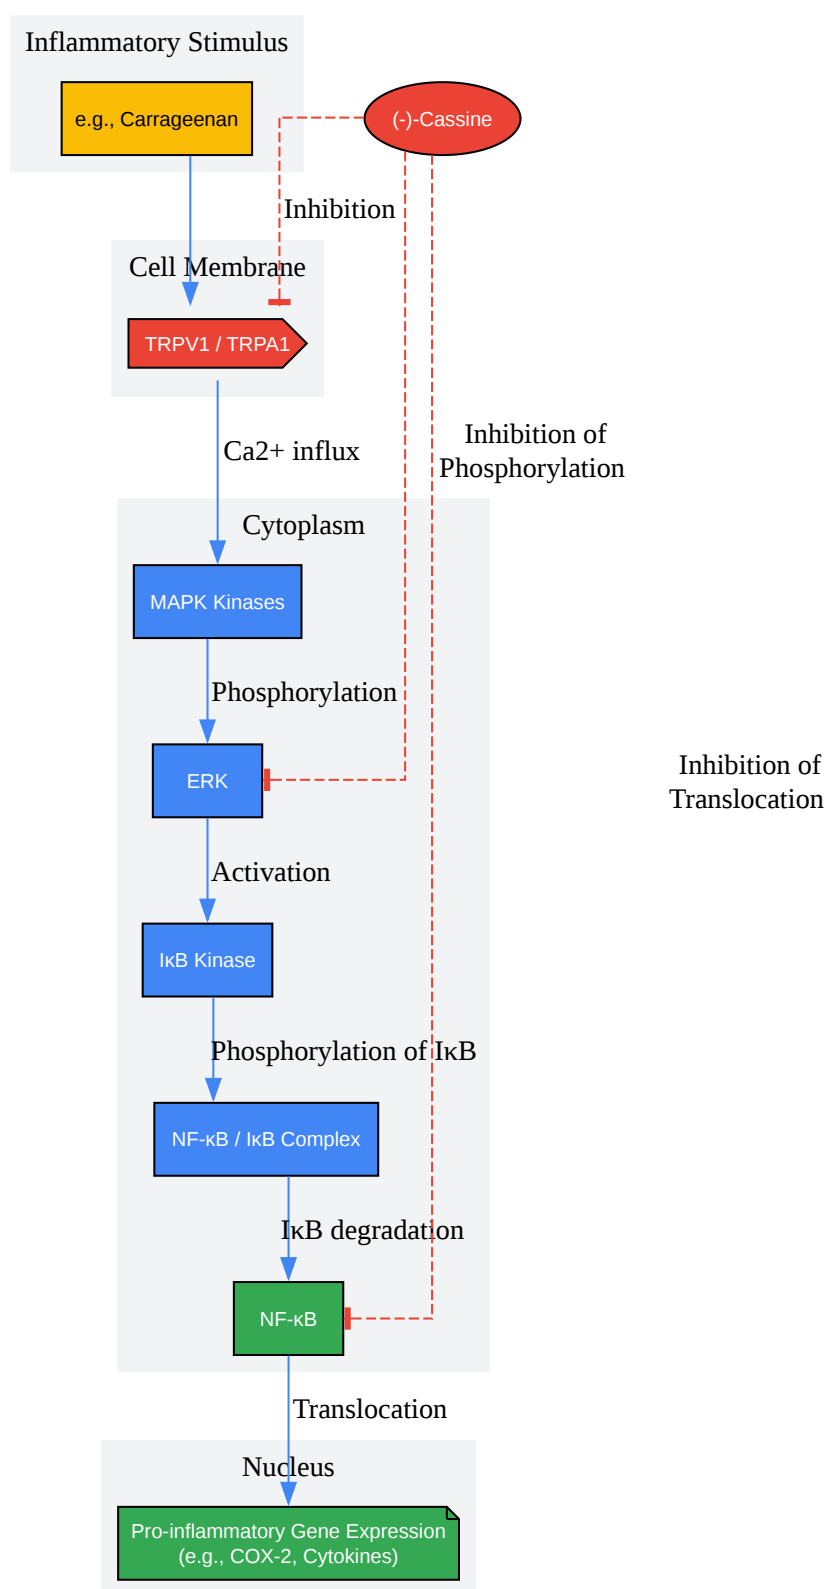 Inflammatory Stimulus
e.g., Carrageenan
(-)-Cassine
Inhibition
Cell Membrane
TRPV1 / TRPA1
Inhibition of
Phosphorylation
Ca2+ influx
Cytoplasm
MAPK Kinases
Phosphorylation
Inhibition of
Translocation
ERK
Activation
IκB Kinase
Phosphorylation of IκB
NF-κB / IκB Complex
IκB degradation
NF-κB
Translocation
Nucleus
Pro-inflammatory Gene Expression
(e.g., COX-2, Cytokines)